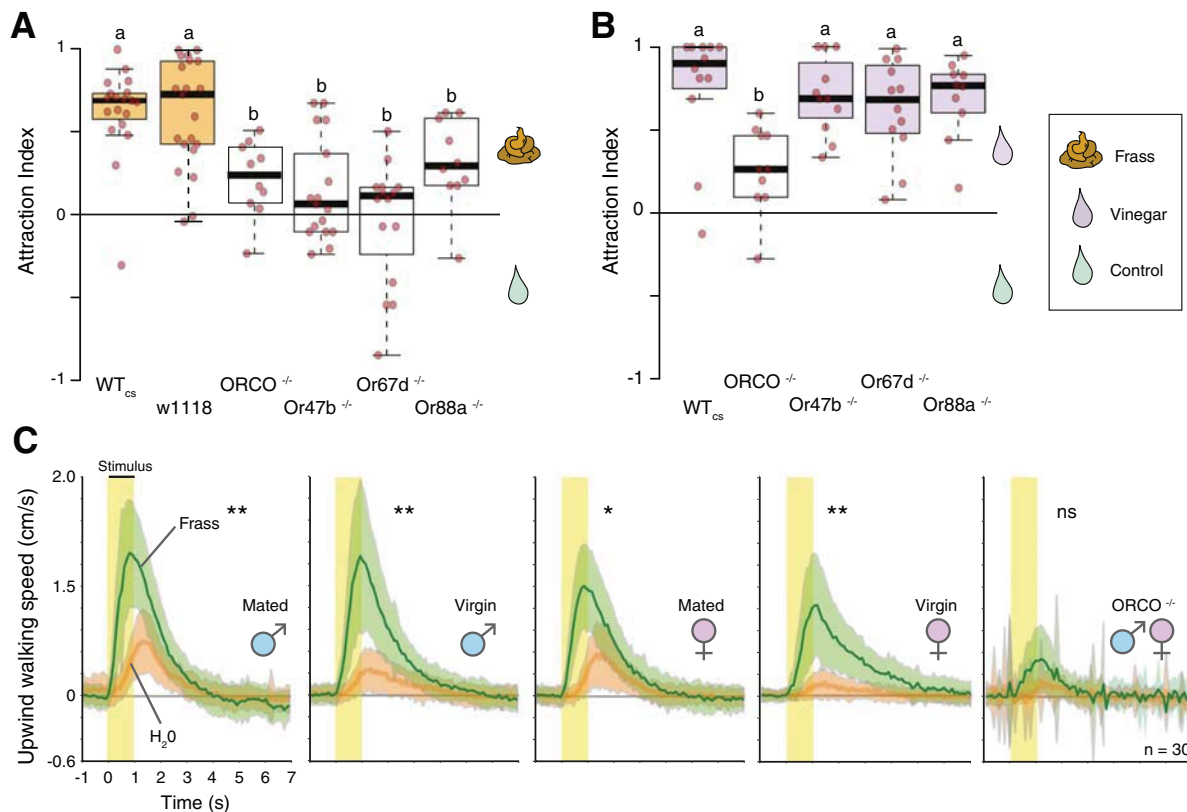 A
B
a
a
b
b
b
b
a
b
a
a
a
1
0
-1
Attraction Index
1
0
-1
Attraction Index
Frass
Vinegar
Control
WTcs
w1118
ORCO -/-
Or47b -/-
Or67d -/-
Or88a -/-
WTcs
ORCO -/-
Or47b -/-
Or67d -/-
Or88a -/-
C
Stimulus
2.0
1.5
0
-0.6
Upwind walking speed (cm/s)
Frass
H20
**
Mated
**
Virgin
*
Mated
**
Virgin
ns
ORCO -/-
n = 30
-1 0 1 2 3 4 5 6 7
Time (s)